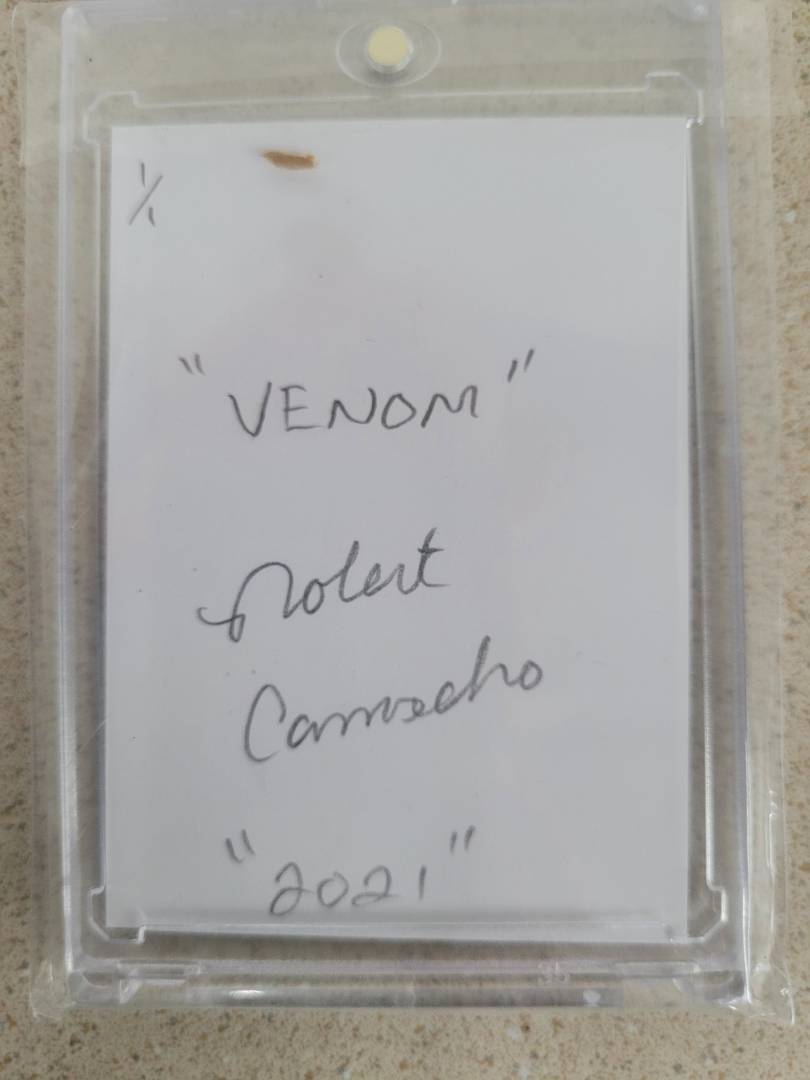 1/1
"VENOM"
Robert
Camacho
"2021"